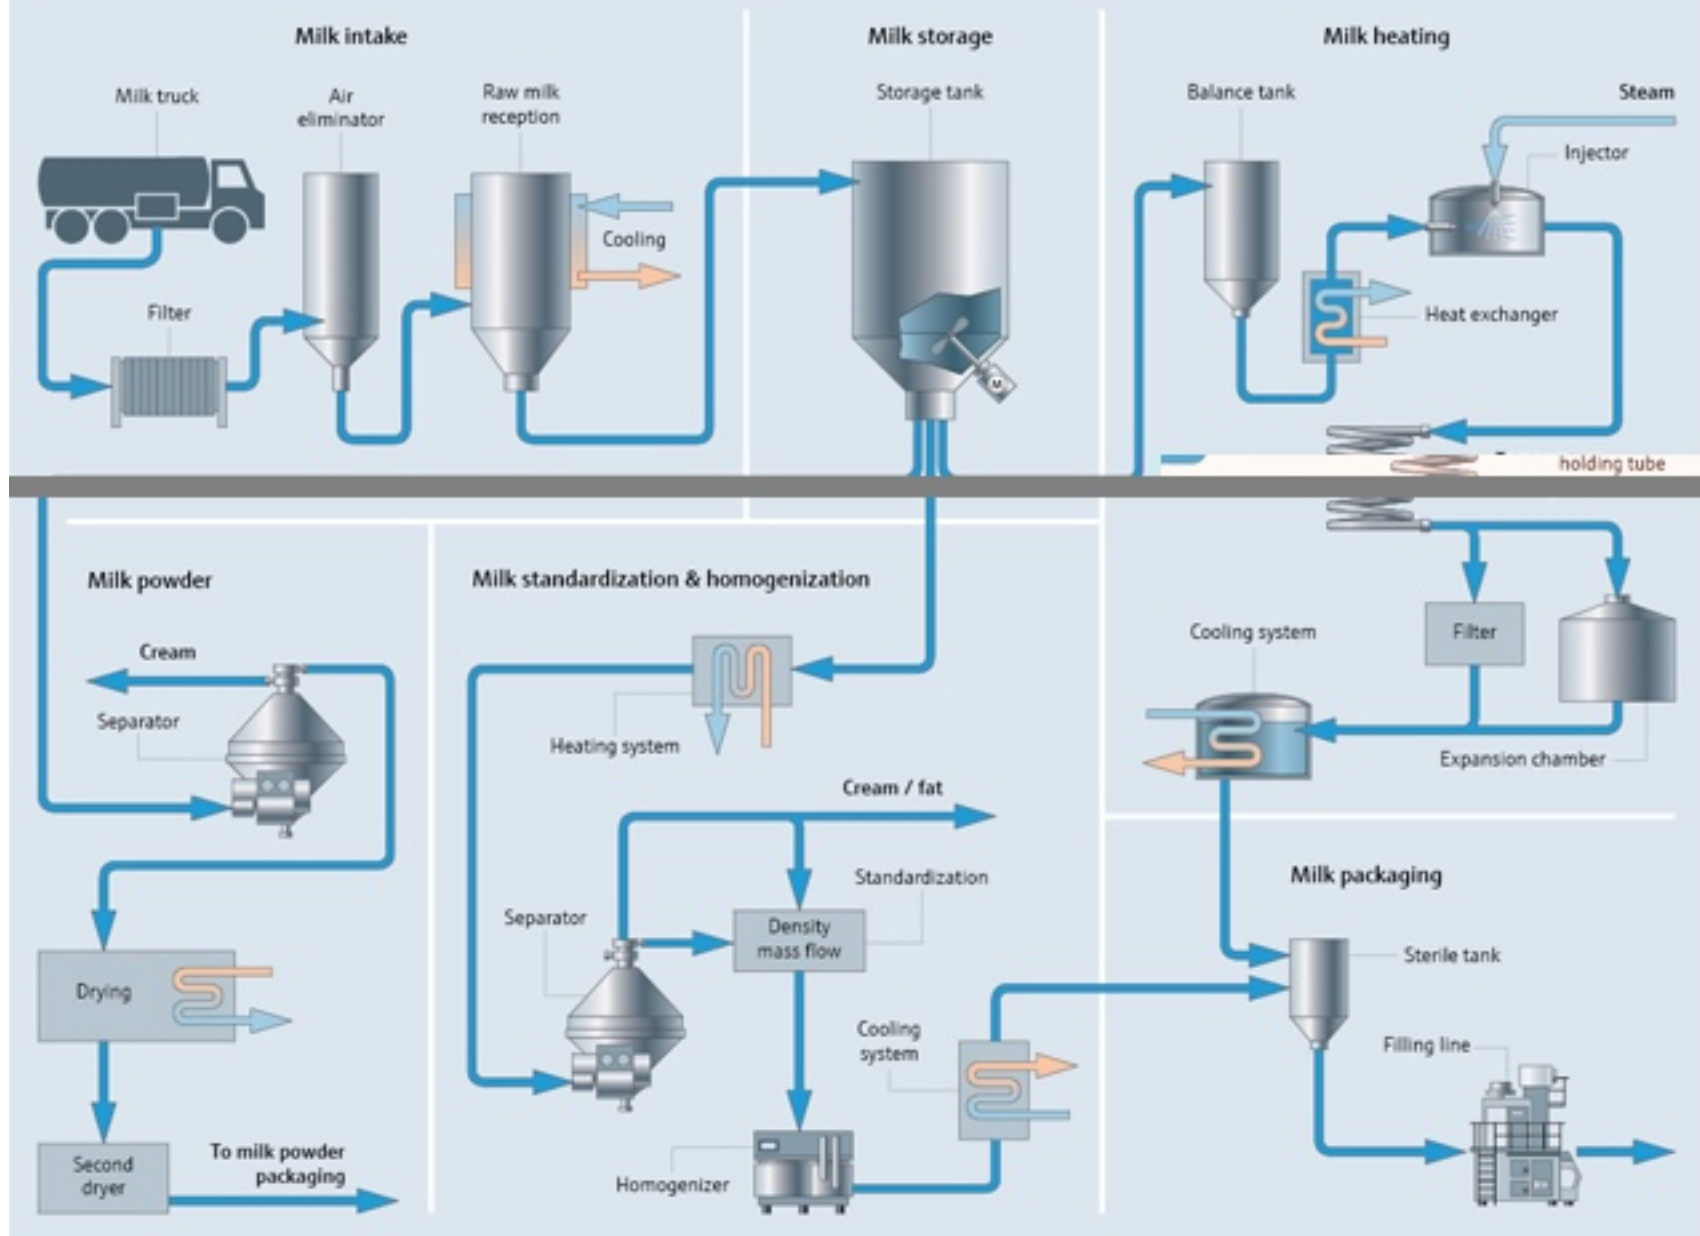 Milk intake
Milk storage
Milk heating
Milk truck
Air
eliminator
Raw milk
reception
Storage tank
Balance tank
Steam
Injector
Cooling
Filter
Heat exchanger
M
holding tube
Milk powder
Milk standardization & homogenization
Cream
Separator
Heating system
Cooling system
Filter
Expansion chamber
Cream / fat
Standardization
Separator
Density
mass flow
Milk packaging
Sterile tank
Drying
Cooling
system
Filling line
Second
dryer
To milk powder
packaging
Homogenizer